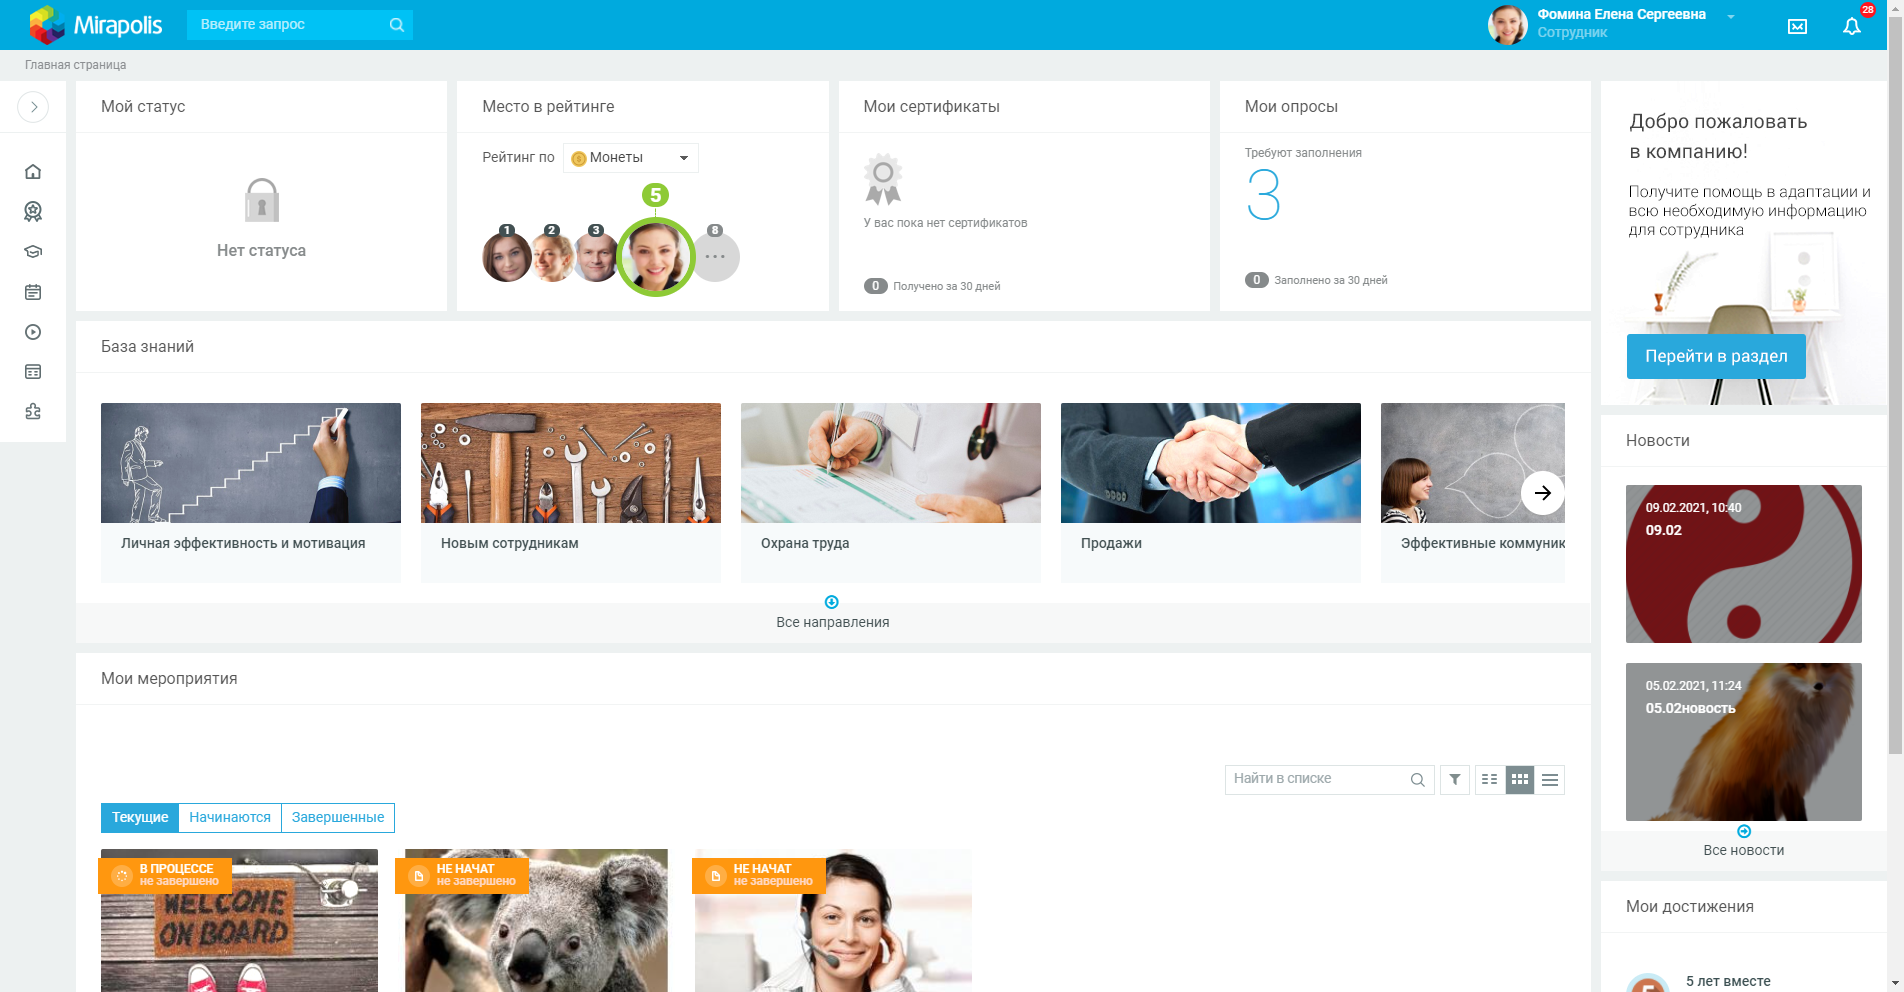 Mirapolis
Введите запрос
Фомина Елена Сергеевна
Сотрудник
28
Главная страница
Мой статус
Нет статуса
Место в рейтинге
Рейтинг по
Монеты
5
1
2
3
8
Мои сертификаты
У вас пока нет сертификатов
0 Получено за 30 дней
Мои опросы
Требуют заполнения
3
0 Заполнено за 30 дней
Добро пожаловать
в компанию!
Получите помощь в адаптации и
всю необходимую информацию
для сотрудника
Перейти в раздел
База знаний
Личная эффективность и мотивация
Новым сотрудникам
Охрана труда
Продажи
Эффективные коммуник
Все направления
Новости
09.02.2021, 10:40
09.02
05.02.2021, 11:24
05.02новость
Все новости
Мои мероприятия
Найти в списке
Текущие
Начинаются
Завершенные
В ПРОЦЕССЕ
не завершено
WELCOME
ON BOARD
НЕ НАЧАТ
не завершено
НЕ НАЧАТ
не завершено
Мои достижения
5 лет вместе